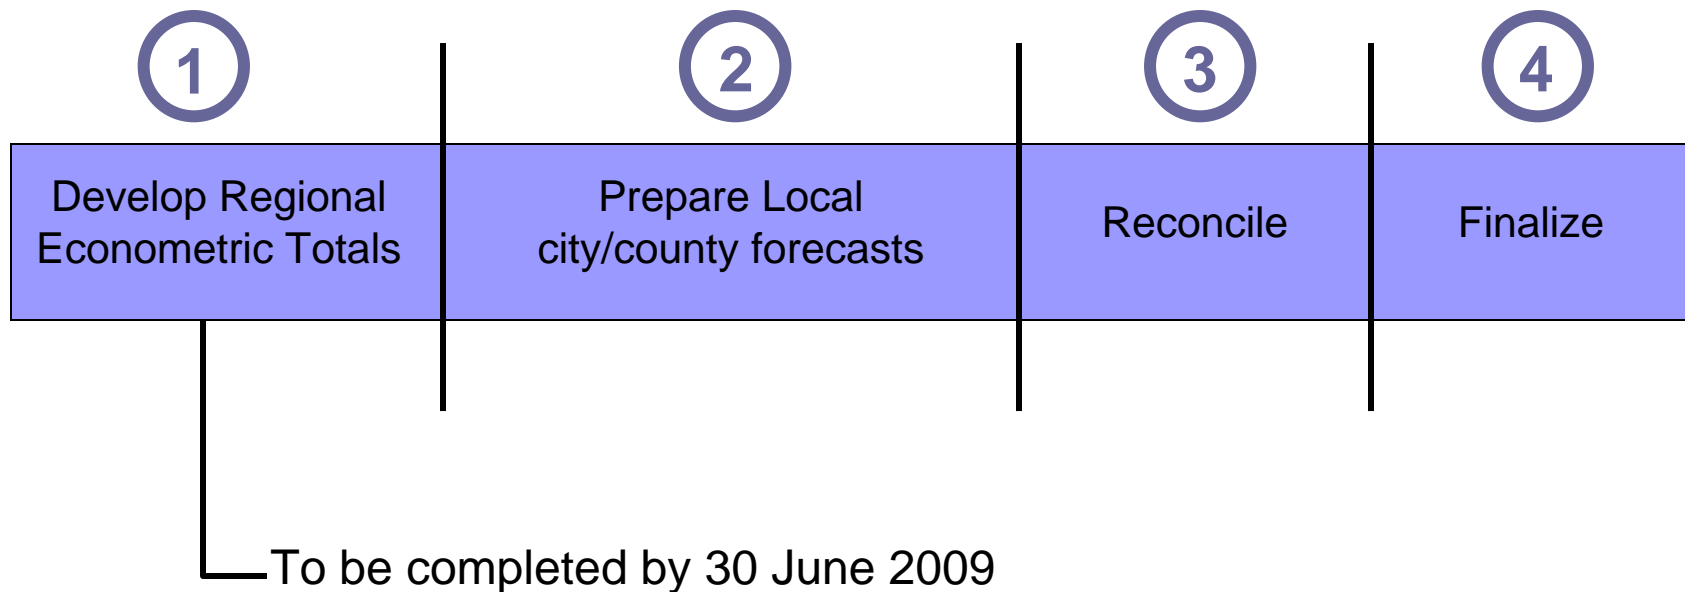 1
2
3
4
Develop Regional
Econometric Totals
Prepare Local
city/county forecasts
Reconcile
Finalize
To be completed by 30 June 2009